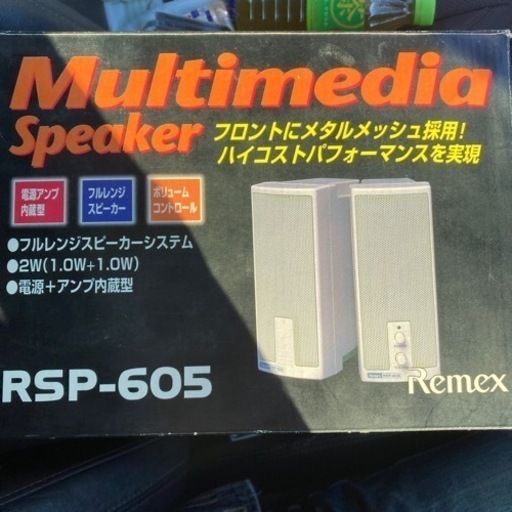 茶
Multimedia
Speaker
フロントにメタルメッシュ採用!
ハイコストパフォーマンスを実現
電源アンプ
内蔵型
フルレンジ
スピーカー
ボリューム
コントロール
●フルレンジスピーカーシステム
●2W(1.0W+1.0W)
●電源+アンプ内蔵型
RSP-605
Remex